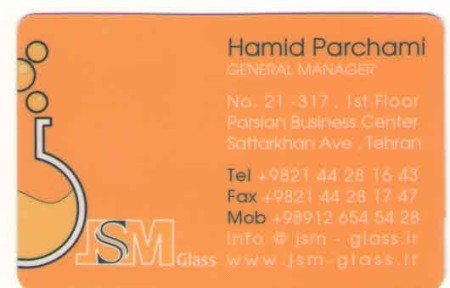 Hamid Parchami
GENERAL MANAGER
No. 21 -317 , 1st Floor
Parsian Business Center
Sattarkhan Ave , Tehran
Tel +9821 44 28 16 43
Fax +9821 44 28 17 47
Mob +98912 654 54 28
info @ jsm - glass.ir
www.jsm-glass.ir
JSM Glass